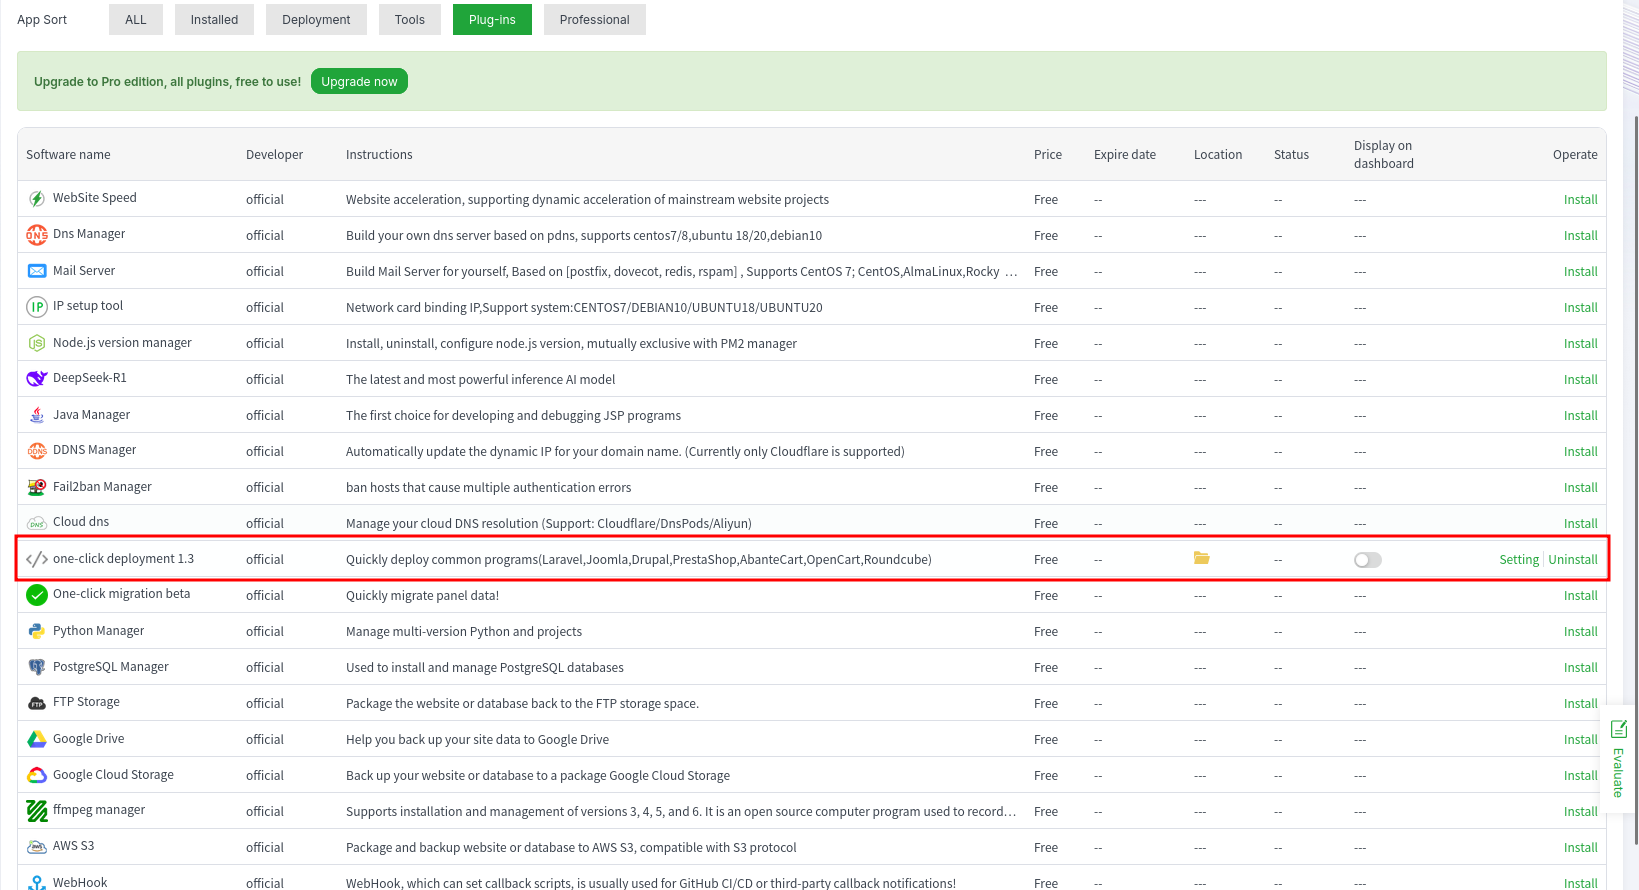 App Sort ALL Installed Deployment Tools Plug-ins Professional
Upgrade to Pro edition, all plugins, free to use! Upgrade now
Software name Developer Instructions Price Expire date Location Status Display on dashboard Operate
WebSite Speed official Website acceleration, supporting dynamic acceleration of mainstream website projects Free -- --- -- --- Install
DNS Dns Manager official Build your own dns server based on pdns, supports centos7/8,ubuntu 18/20,debian10 Free -- --- -- --- Install
Mail Server official Build Mail Server for yourself, Based on [postfix, dovecot, redis, rspam] , Supports CentOS 7; CentOS,AlmaLinux,Rocky … Free -- --- -- --- Install
IP IP setup tool official Network card binding IP,Support system:CENTOS7/DEBIAN10/UBUNTU18/UBUNTU20 Free -- --- -- --- Install
JS Node.js version manager official Install, uninstall, configure node.js version, mutually exclusive with PM2 manager Free -- --- -- --- Install
DeepSeek-R1 official The latest and most powerful inference AI model Free -- --- -- --- Install
Java Manager official The first choice for developing and debugging JSP programs Free -- --- -- --- Install
DDNS DDNS Manager official Automatically update the dynamic IP for your domain name. (Currently only Cloudflare is supported) Free -- --- -- --- Install
Fail2ban Manager official ban hosts that cause multiple authentication errors Free -- --- -- --- Install
DNS Cloud dns official Manage your cloud DNS resolution (Support: Cloudflare/DnsPods/Aliyun) Free -- --- -- --- Install
</> one-click deployment 1.3 official Quickly deploy common programs(Laravel,Joomla,Drupal,PrestaShop,AbanteCart,OpenCart,Roundcube) Free -- -- Setting | Uninstall
One-click migration beta official Quickly migrate panel data! Free -- --- -- --- Install
Python Manager official Manage multi-version Python and projects Free -- --- -- --- Install
PostgreSQL Manager official Used to install and manage PostgreSQL databases Free -- --- -- --- Install
FTP FTP Storage official Package the website or database back to the FTP storage space. Free -- --- -- --- Install
Google Drive official Help you back up your site data to Google Drive Free -- --- -- --- Install
Google Cloud Storage official Back up your website or database to a package Google Cloud Storage Free -- --- -- --- Install
ffmpeg manager official Supports installation and management of versions 3, 4, 5, and 6. It is an open source computer program used to record… Free -- --- -- --- Install
aws AWS S3 official Package and backup website or database to AWS S3, compatible with S3 protocol Free -- --- -- --- Install
WebHook official WebHook, which can set callback scripts, is usually used for GitHub CI/CD or third-party callback notifications! Free -- --- -- --- Install
Evaluate